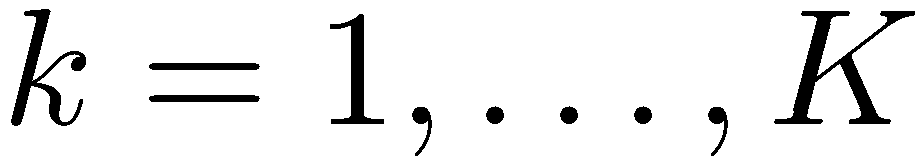 k = 1, . . . , K